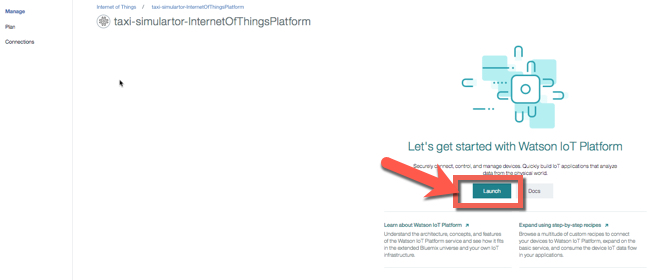 Manage
Plan
Connections
Internet of Things / taxi-simulartor-InternetOfThingsPlatform
taxi-simulartor-InternetOfThingsPlatform
Let's get started with Watson IoT Platform
Securely connect, control, and manage devices. Quickly build IoT applications that analyze
data from the physical world.
Launch
Docs
Learn about Watson IoT Platform
Understand the architecture, concepts, and features
of the Watson IoT Platform service and see how it fits
in the extended Bluemix universe and your own IoT
infrastructure.
Expand using step-by-step recipes
Browse a multitude of custom recipes to connect
your devices to Watson IoT Platform, expand on the
basic service, and consume the device IoT data flow
in your applications.